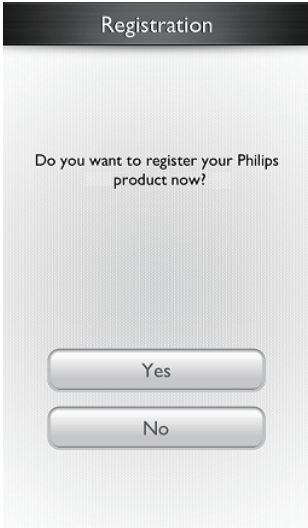 Registration
Do you want to register your Philips
product now?
Yes
No